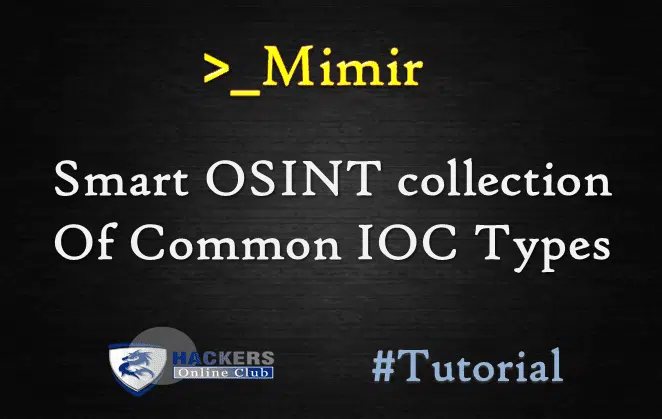 >_Mimir
Smart OSINT collection
Of Common IOC Types
HACKERS
Online Club
#Tutorial